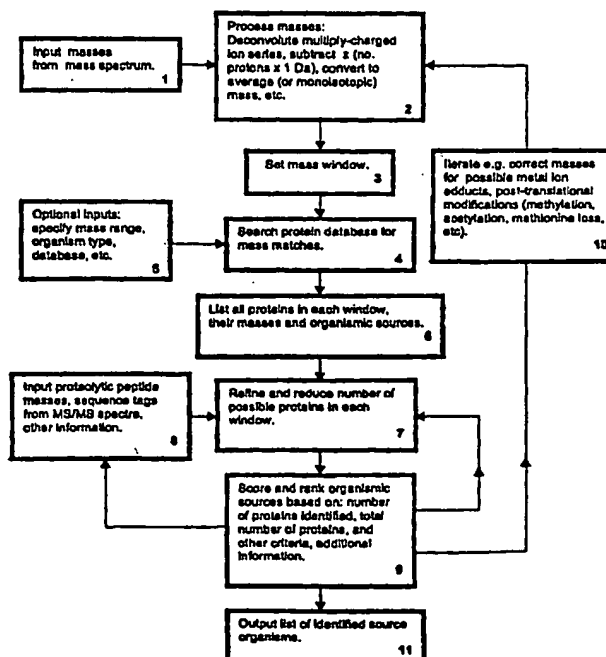 Input masses
from mass spectrum.
1
Process masses:
Deconvolute multiply-charged
ion series, subtract z (no.
protons x 1 Da), convert to
average (or monoisotopic)
mass, etc.
2
Set mass window.
3
Optional inputs:
specify mass range,
organism type,
database, etc.
5
Search protein database for
mass matches.
4
Iterate e.g. correct masses
for possible metal ion
adducts, post-translational
modifications (methylation,
acetylation, methionine loss,
etc).
10
List all proteins in each window,
their masses and organismic sources.
6
Input proteolytic peptide
masses, sequence tags
from MS/MS spectra,
other information.
8
Refine and reduce number of
possible proteins in each
window.
7
Score and rank organismic
sources based on: number
of proteins identified, total
number of proteins, and
other criteria, additional
information.
9
Output list of identified source
organisms.
11